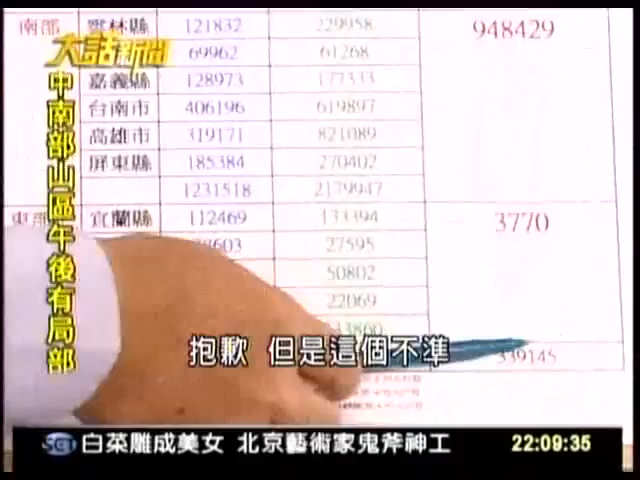 南部 雲林縣 121832 229958 948429
大話新聞
69962 61268
嘉義縣 128973 177333
台南市 406196 619897
高雄市 319171 821089
屏東縣 185384 270402
1231518 2179947
宜蘭縣 112469 133394 3770
27595
50802
22069
339145
中南部山區午後有局部
抱歉 但是這個不準
白菜雕成美女 北京藝術家鬼斧神工 22:09:35